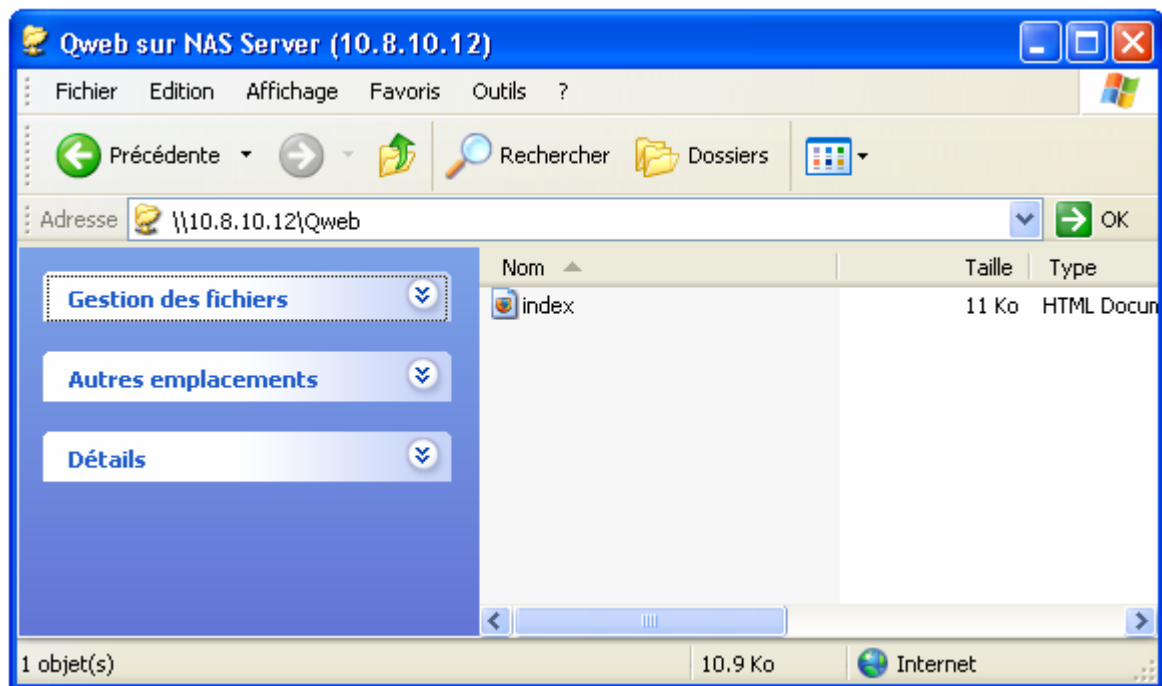 Qweb sur NAS Server (10.8.10.12)
Fichier Edition Affichage Favoris Outils ?
Précédente Rechercher Dossiers
Adresse \\10.8.10.12\Qweb OK
Nom Taille Type
Gestion des fichiers
index 11 Ko HTML Docum
Autres emplacements
Détails
1 objet(s) 10.9 Ko Internet